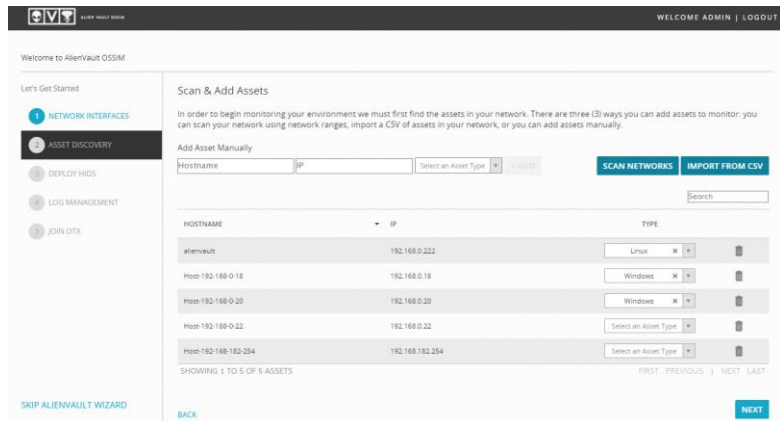 AVT ALIEN VAULT OSSIM
WELCOME ADMIN | LOGOUT
Welcome to AlienVault OSSIM
Let's Get Started
1 NETWORK INTERFACES
2 ASSET DISCOVERY
3 DEPLOY HIDS
4 LOG MANAGEMENT
5 JOIN OTX
SKIP ALIENVAULT WIZARD
Scan & Add Assets
In order to begin monitoring your environment we must first find the assets in your network. There are three (3) ways you can add assets to monitor: you
can scan your network using network ranges, import a CSV of assets in your network, or you can add assets manually.
Add Asset Manually
Hostname IP Select an Asset Type + ADD SCAN NETWORKS IMPORT FROM CSV
Search
HOSTNAME IP TYPE
alienvault 192.168.0.222 Linux
Host-192-168-0-18 192.168.0.18 Windows
Host-192-168-0-20 192.168.0.20 Windows
Host-192-168-0-22 192.168.0.22 Select an Asset Type
Host-192-168-182-254 192.168.182.254 Select an Asset Type
SHOWING 1 TO 5 OF 5 ASSETS FIRST PREVIOUS 1 NEXT LAST
BACK NEXT